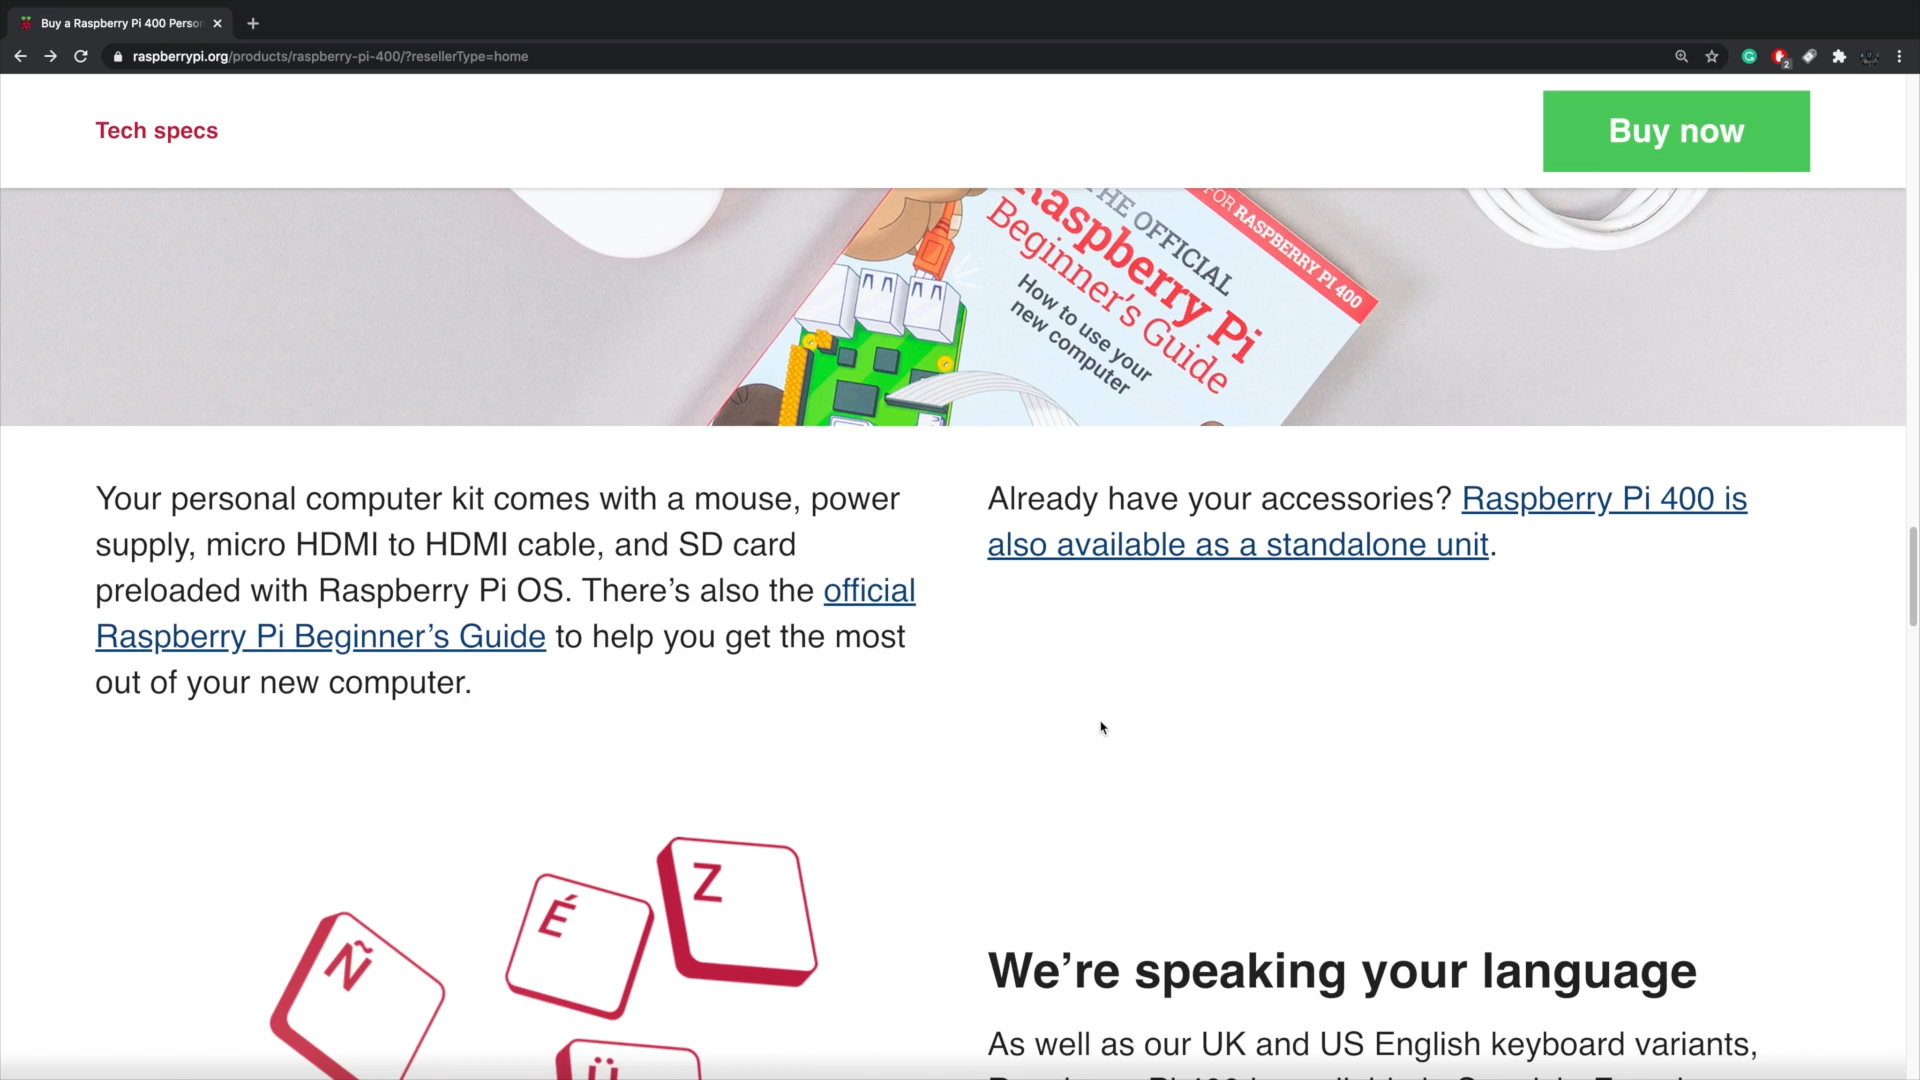 Buy a Raspberry Pi 400 Perso
raspberrypi.org/products/raspberry-pi-400/?resellerType=home
2
Tech specs
Buy now
FOR RASPBERRY PI 400
THE OFFICIAL
Raspberry Pi
Beginner's Guide
How to use your
new computer
Your personal computer kit comes with a mouse, power
supply, micro HDMI to HDMI cable, and SD card
preloaded with Raspberry Pi OS. There’s also the official
Raspberry Pi Beginner’s Guide to help you get the most
out of your new computer.
Already have your accessories? Raspberry Pi 400 is
also available as a standalone unit.
Z
É
Ñ
Ü
We’re speaking your language
As well as our UK and US English keyboard variants,